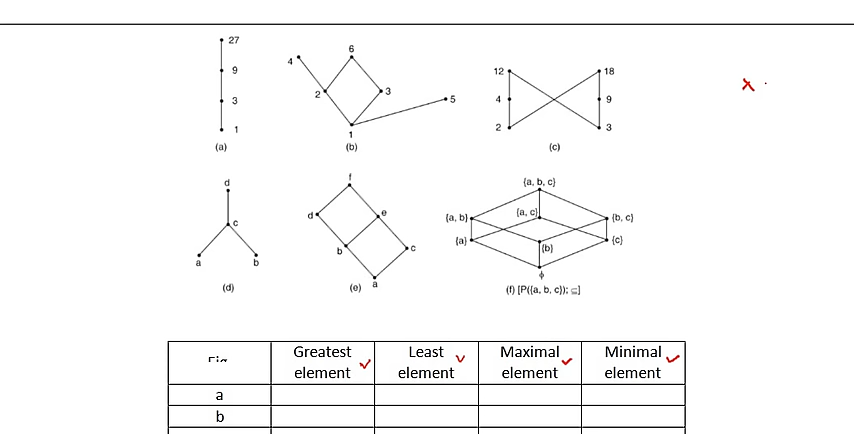 27
9
3
1
(a)
4
6
2
3
5
1
(b)
12
18
4
9
2
3
(c)
d
c
a
b
(d)
f
d
e
b
c
a
(e)
{a, b, c}
{a, b}
{a, c}
{b, c}
{a}
{b}
{c}
ϕ
(f) [P({a, b, c}); ⊆]
Greatest element
Least element
Maximal element
Minimal element
a
b